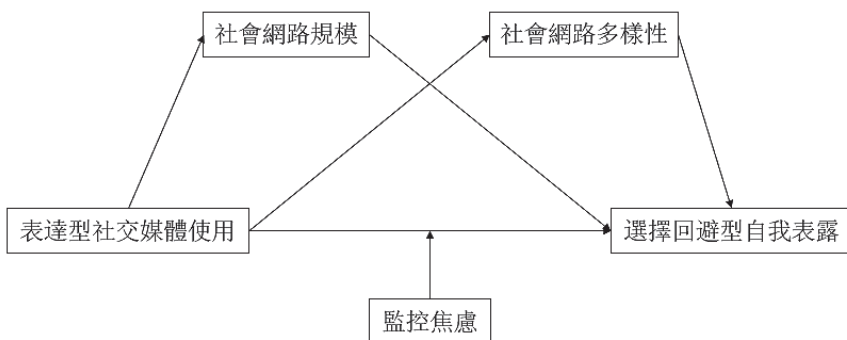 社會網路規模
社會網路多樣性
表達型社交媒體使用
選擇回避型自我表露
監控焦慮